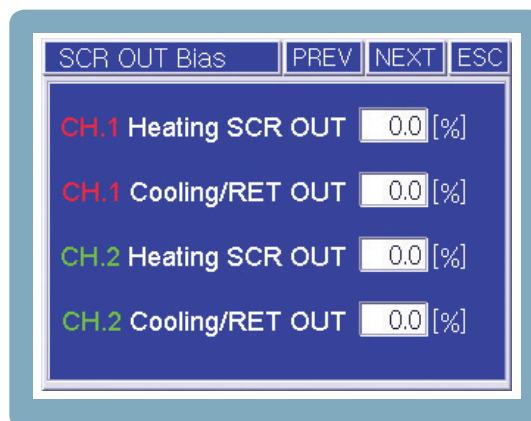 SCR OUT Bias PREV NEXT ESC
CH.1 Heating SCR OUT 0.0 [%]
CH.1 Cooling/RET OUT 0.0 [%]
CH.2 Heating SCR OUT 0.0 [%]
CH.2 Cooling/RET OUT 0.0 [%]